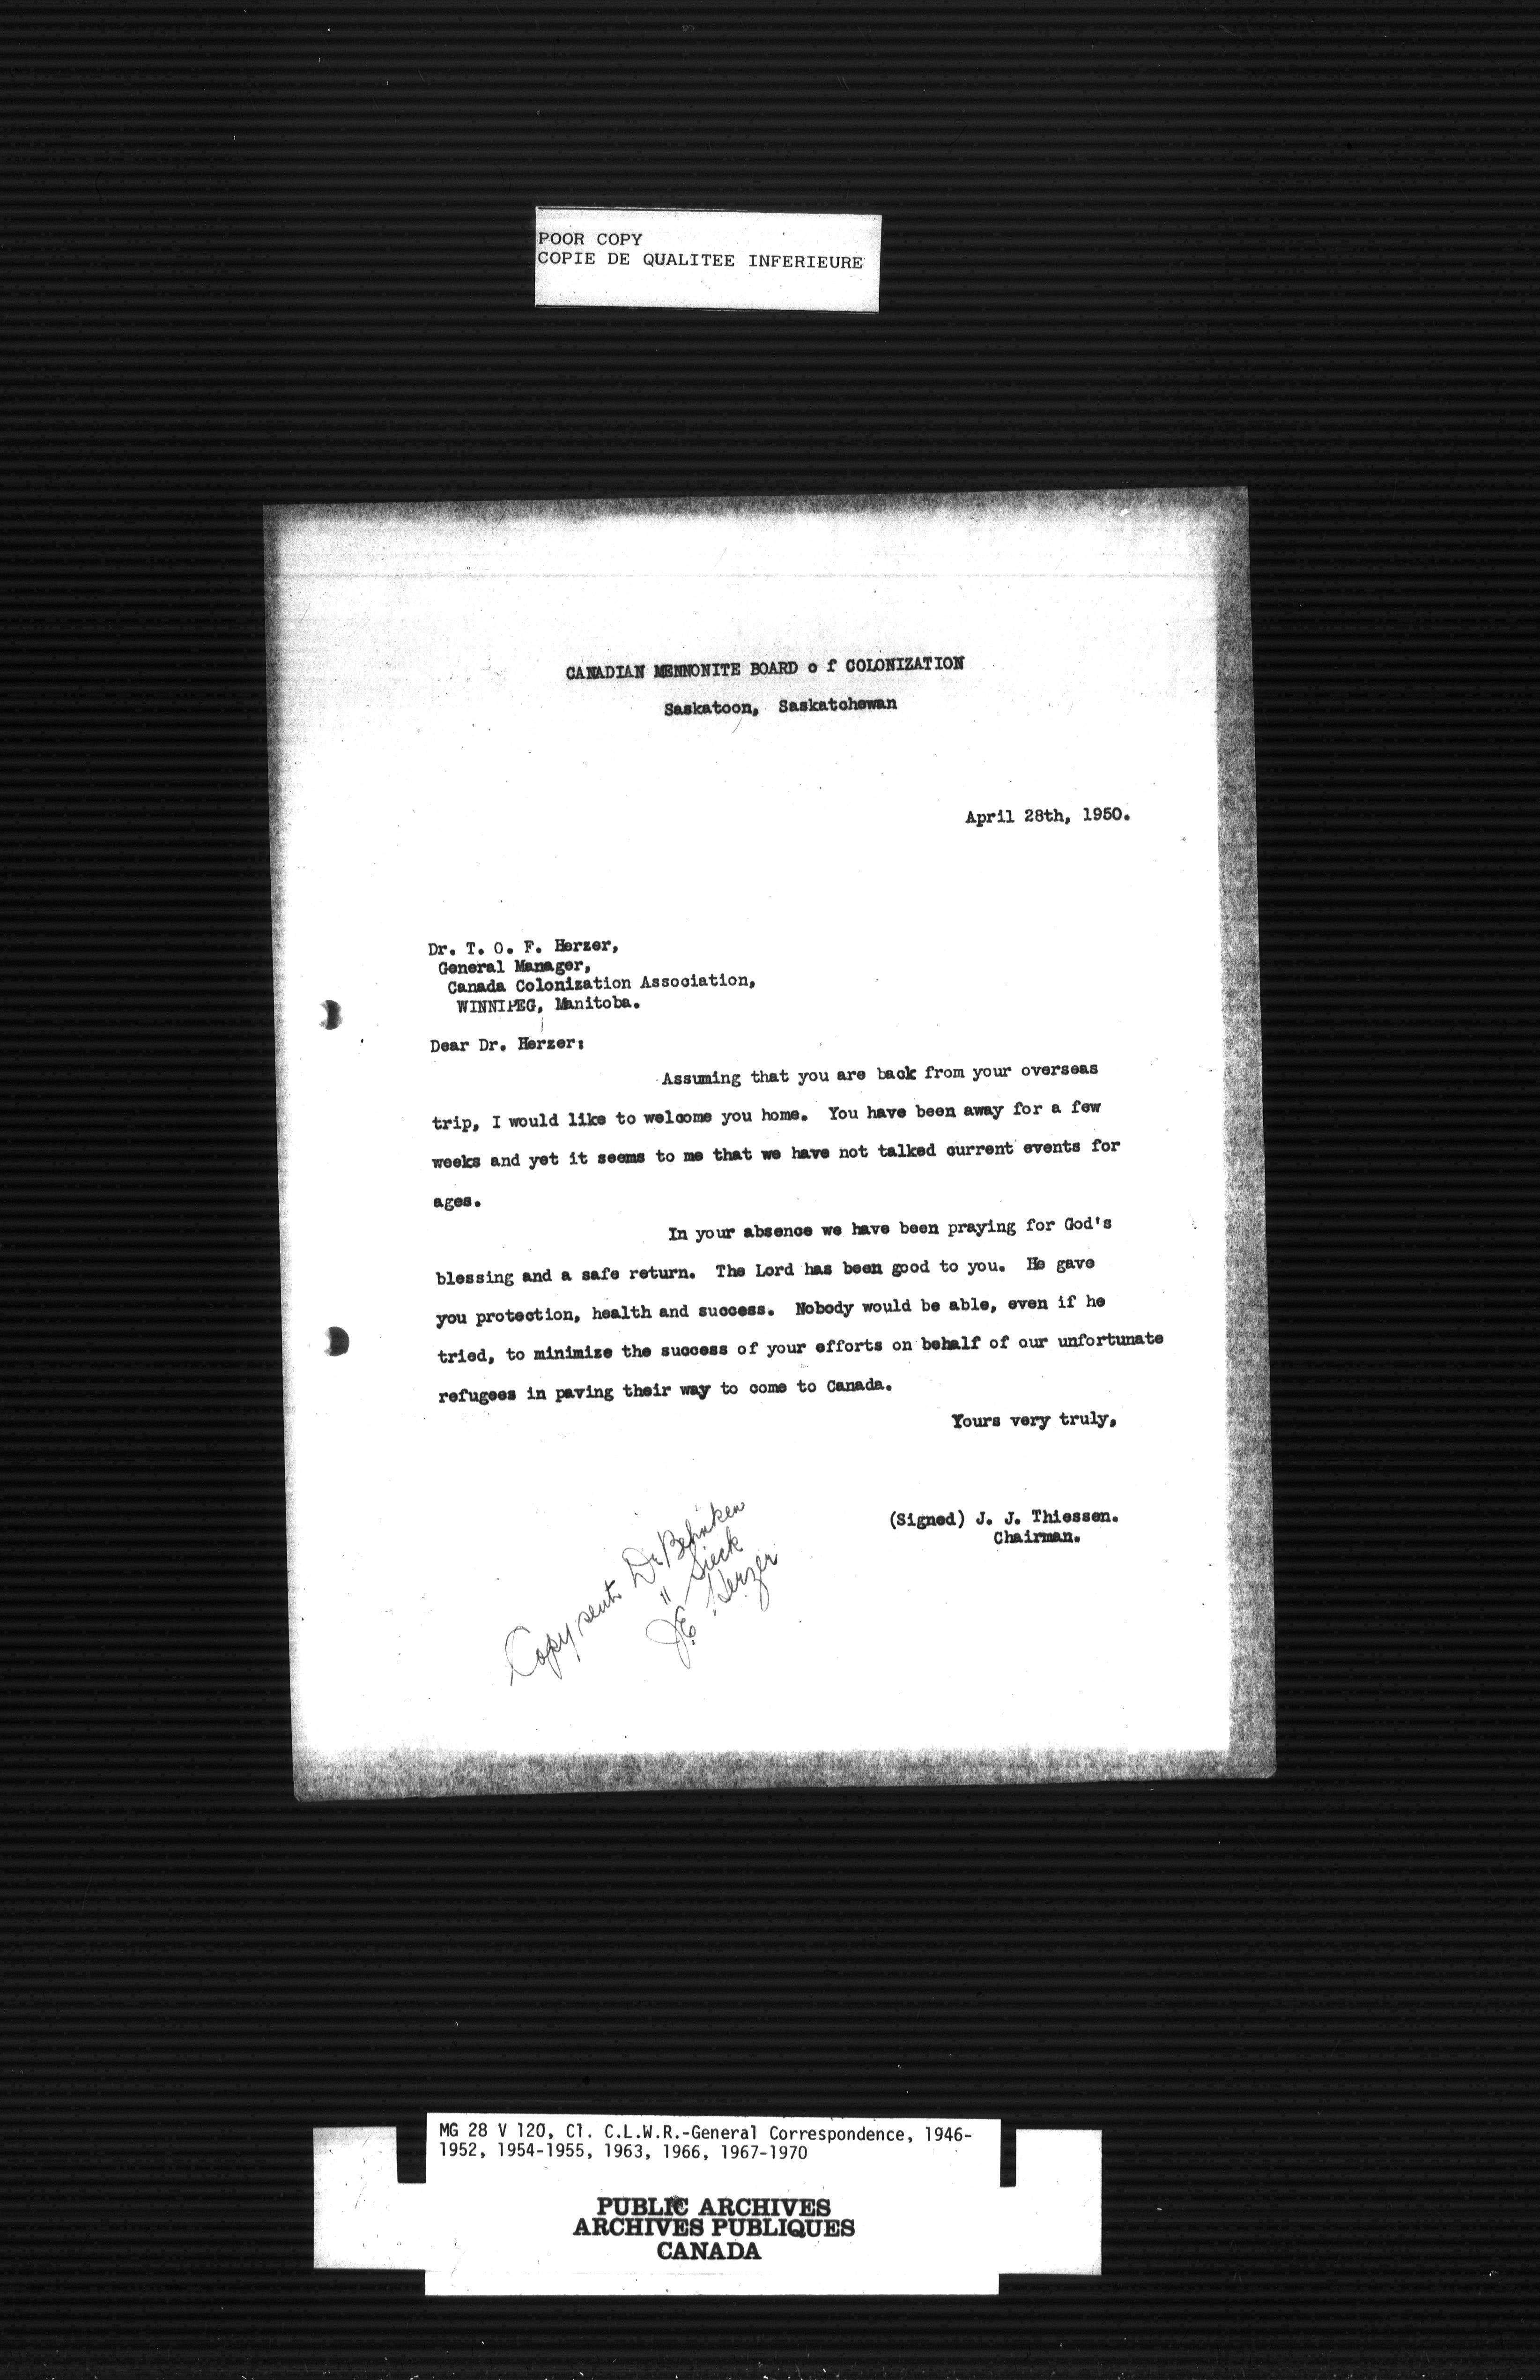 POOR COPY
COPIE DE QUALITEE INFERIEURE
CANADIAN MENNONITE BOARD o f COLONIZATION
Saskatoon, Saskatchewan
April 28th, 1950.
Dr. T. O. F. Herzer,
General Manager,
Canada Colonization Association,
WINNIPEG, Manitoba.
Dear Dr. Herzer:
Assuming that you are back from your overseas
trip, I would like to welcome you home. You have been away for a few
weeks and yet it seems to me that we have not talked current events for
ages.
In your absence we have been praying for God's
blessing and a safe return. The Lord has been good to you. He gave
you protection, health and success. Nobody would be able, even if he
tried, to minimize the success of your efforts on behalf of our unfortunate
refugees in paving their way to come to Canada.
Yours very truly,
(Signed) J. J. Thiessen.
Chairman.
Copy sent Dr Behnken
" Sieck
J.E. Herzer
MG 28 V 120, Cl. C.L.W.R.-General Correspondence, 1946-
1952, 1954-1955, 1963, 1966, 1967-1970
PUBLIC ARCHIVES
ARCHIVES PUBLIQUES
CANADA